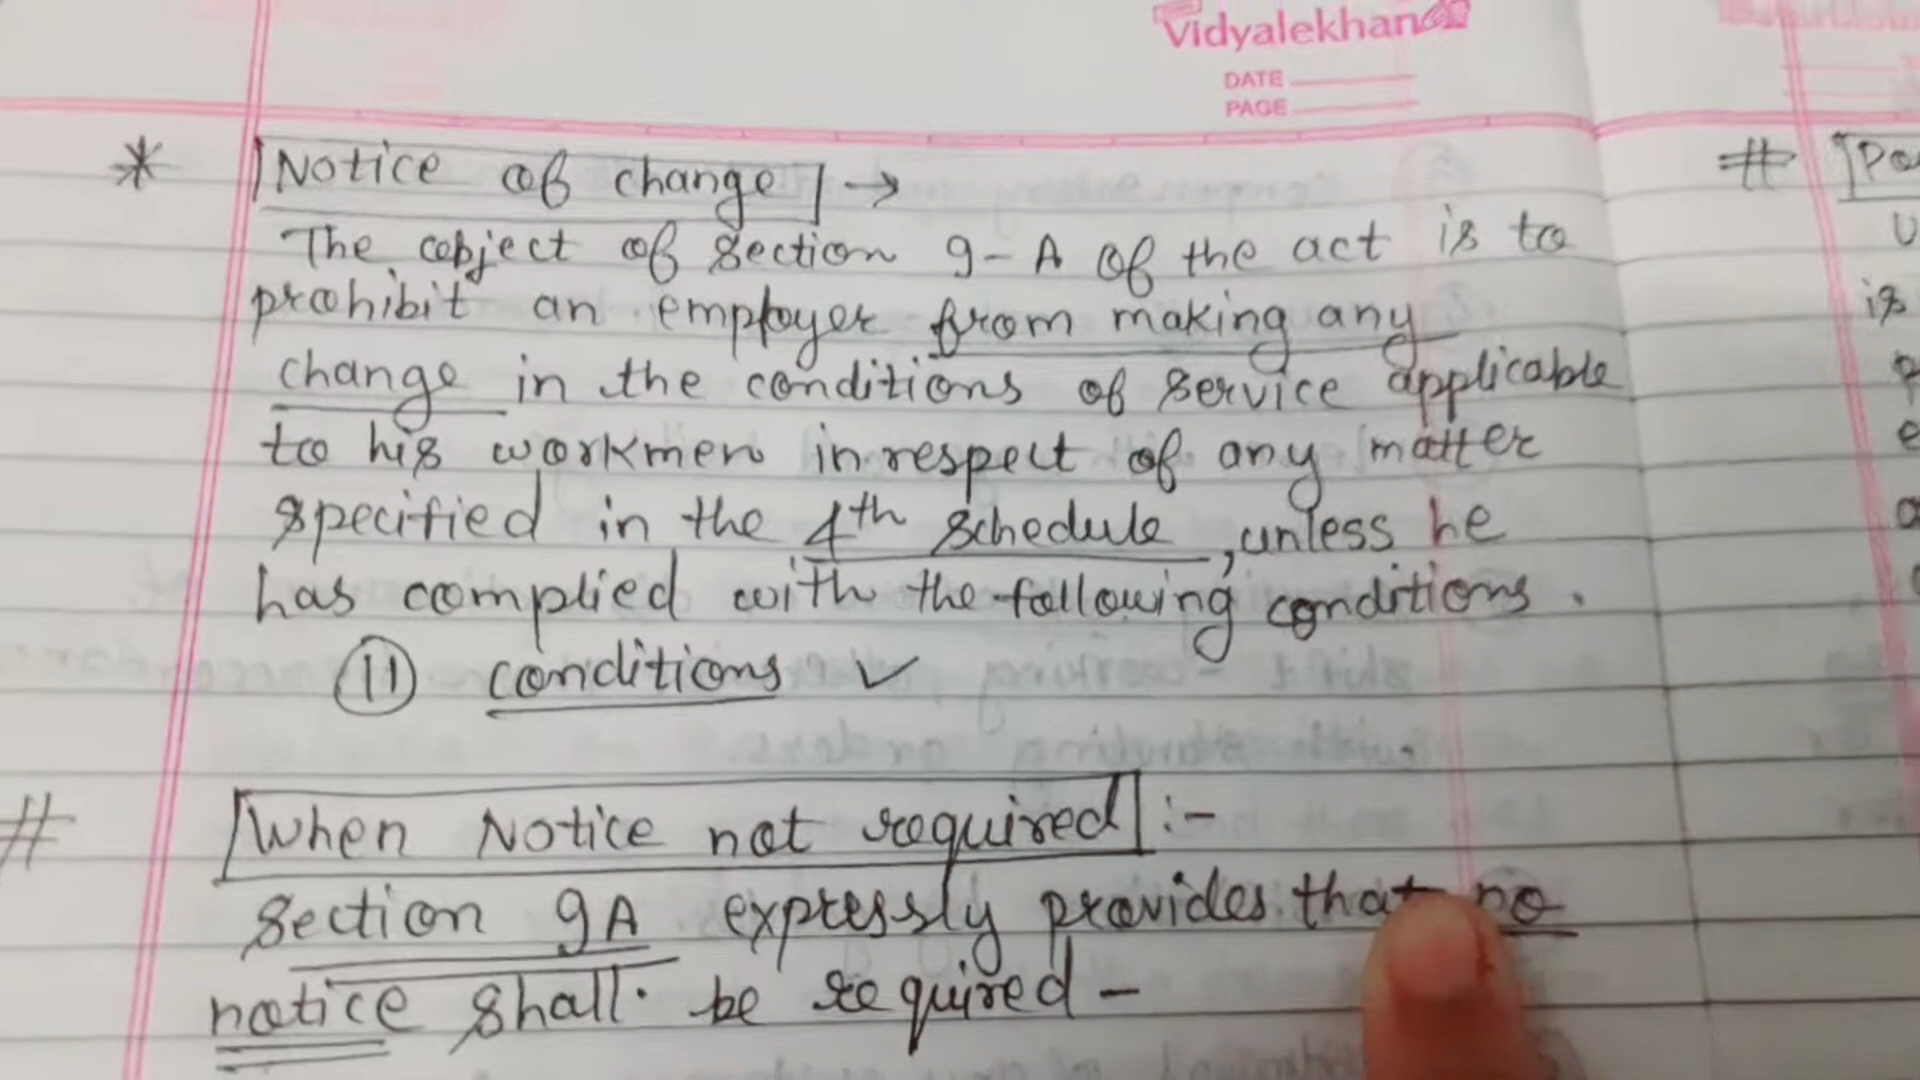 Vidyalekhan
DATE
PAGE
* Notice of change →
The object of section 9-A of the act is to
prohibit an employer from making any
change in the conditions of service applicable
to his workmen in respect of any matter
specified in the 4th schedule, unless he
has complied with the following conditions.
(11) conditions ✓
# When Notice not required :-
section 9A expressly provides that no
notice shall be required -
#
is